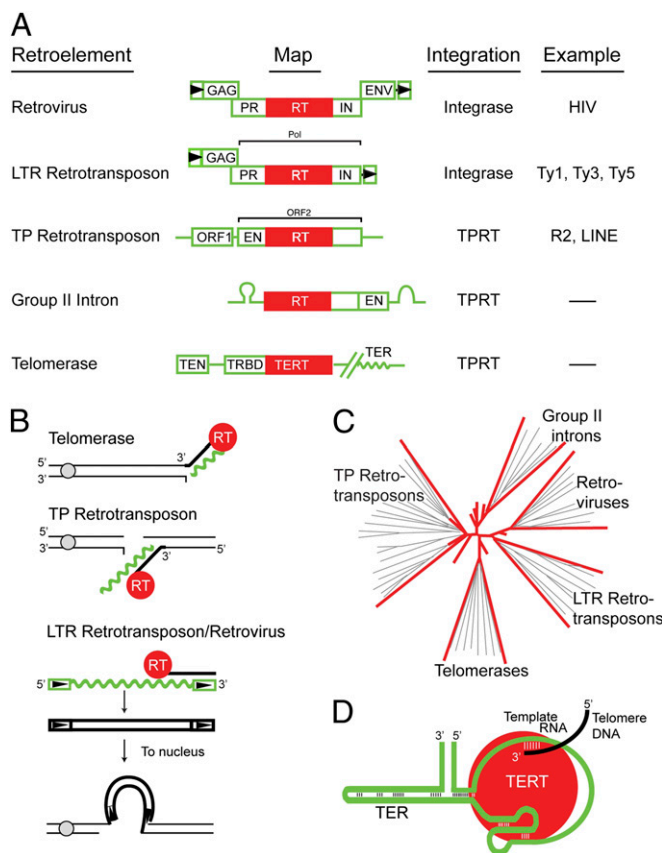 A
Retroelement Map Integration Example
GAG ENV
Retrovirus PR RT IN Integrase HIV
Pol
GAG
LTR Retrotransposon PR RT IN Integrase Ty1, Ty3, Ty5
ORF2
TP Retrotransposon ORF1 EN RT TPRT R2, LINE
Group II Intron RT EN TPRT —
TER
Telomerase TEN TRBD TERT TPRT —
B
Telomerase
RT
5' 3'
3'
TP Retrotransposon
5'
3' 3' 5'
RT
LTR Retrotransposon/Retrovirus
RT
5' 3'
To nucleus
C
Group II
introns
TP Retro-
transposons
Retro-
viruses
LTR Retro-
transposons
Telomerases
D
5'
Template
RNA
Telomere
DNA
3' 5'
3'
TERT
TER